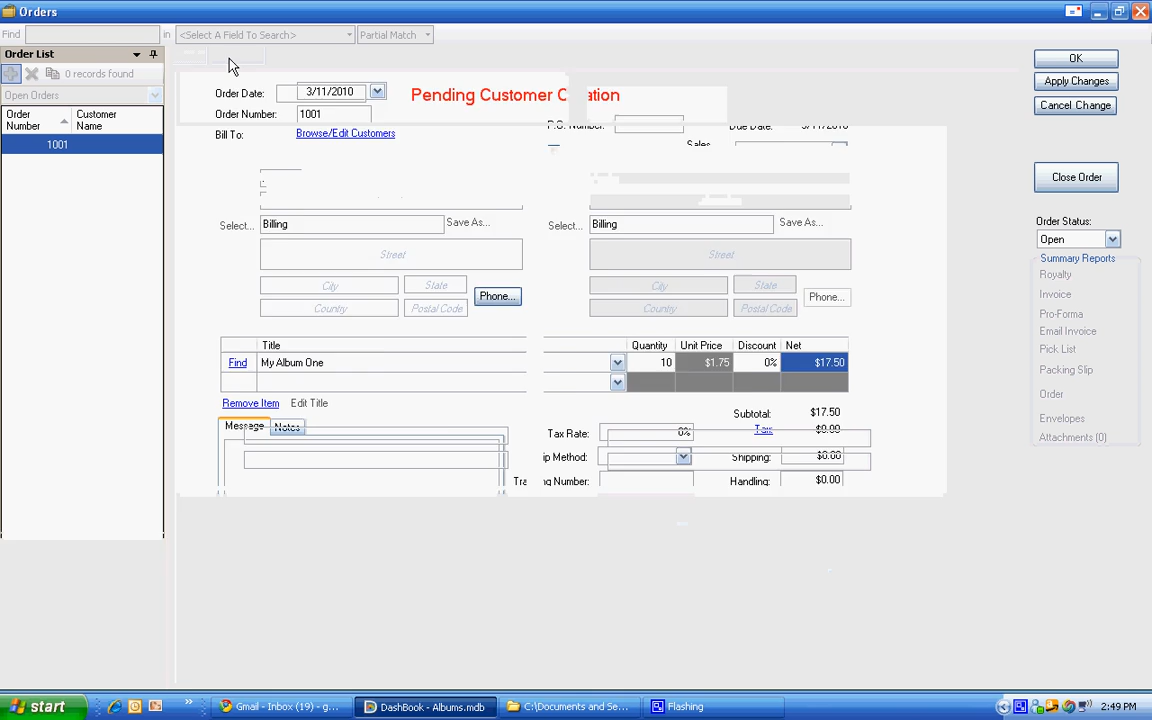 Orders
Find in <Select A Field To Search> Partial Match
Order List
0 records found
Open Orders
Order Number Customer Name
1001
Order Date: 3/11/2010 Pending Customer C ation
Order Number: 1001
Bill To: Browse/Edit Customers
P.O. Number: Due Date: 3/11/2010
Sales
Select... Billing Save As... Select... Billing Save As...
Street Street
City State Phone... City State Phone...
Country Postal Code Country Postal Code
Title Quantity Unit Price Discount Net
Find My Album One 10 $1.75 0% $17.50
Remove Item Edit Title
Subtotal: $17.50
Message Notes
Tax Rate: 0% Tax: $0.00
ip Method: Shipping: $0.00
Tra ng Number: Handling: $0.00
OK
Apply Changes
Cancel Change
Close Order
Order Status:
Open
Summary Reports
Royalty
Invoice
Pro-Forma
Email Invoice
Pick List
Packing Slip
Order
Envelopes
Attachments (0)
start Gmail - Inbox (19) - g... DashBook - Albums.mdb C:\Documents and Se... Flashing 2:49 PM